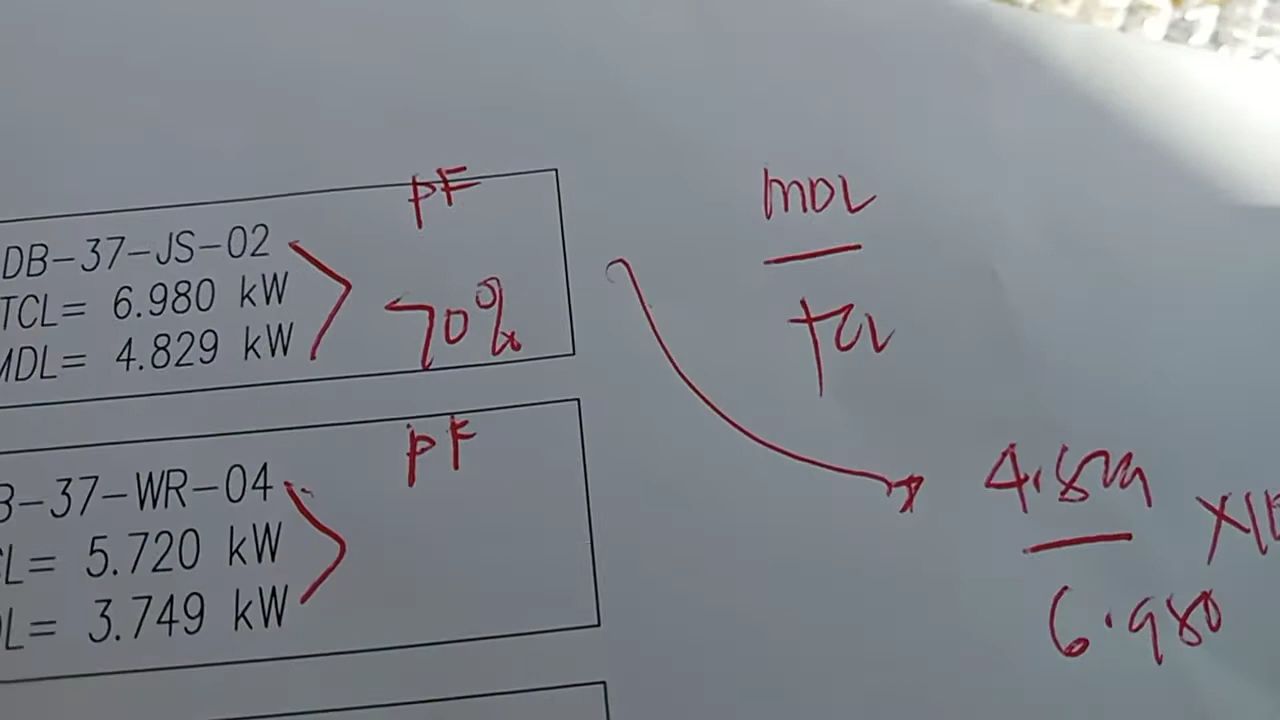 PF
DB-37-JS-02
TCL= 6.980 kW
MDL= 4.829 kW
70%
MDL
TCL
PF
B-37-WR-04
CL= 5.720 kW
DL= 3.749 kW
4.829
6.980